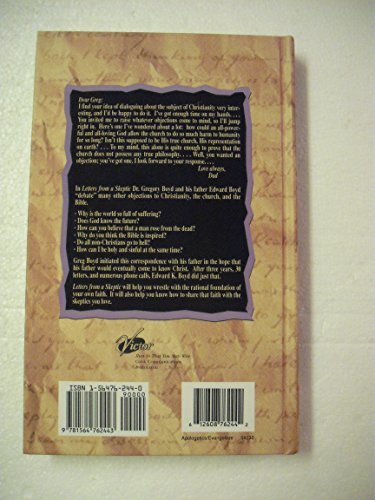 Dear Greg:
I find your idea of dialoguing about the subject of Christianity very inter-
esting, and I'd be happy to do it. I've got enough time on my hands. . . .
You invited me to raise whatever objections come to mind, so I'll jump
right in. Here's one I've wondered about a lot: how could an all-power-
ful and all-loving God allow the church to do so much harm to humanity
for so long? Isn't this supposed to be His true church, His representation
on earth? . . . To my mind, this alone is quite enough to prove that the
church does not possess any true philosophy. . . . Well, you wanted an
objection; you've got one. I look forward to your response. . . .
Love always,
Dad
In Letters from a Skeptic Dr. Gregory Boyd and his father Edward Boyd
"debate" many other objections to Christianity, the church, and the
Bible.
· Why is the world so full of suffering?
· Does God know the future?
· How can you believe that a man rose from the dead?
· Why do you think the Bible is inspired?
· Do all non-Christians go to hell?
· How can I be holy and sinful at the same time?
Greg Boyd initiated this correspondence with his father in the hope that
his father would eventually come to know Christ. After three years, 30
letters, and numerous phone calls, Edward K. Boyd did just that.
Letters from a Skeptic will help you wrestle with the rational foundation of
your own faith. It will also help you know how to share that faith with the
skeptics you love.
Victor
ISBN 1-56476-244-0
90000
9 781564 762443
6 12608 76244 2
Apologetics/Evangelism